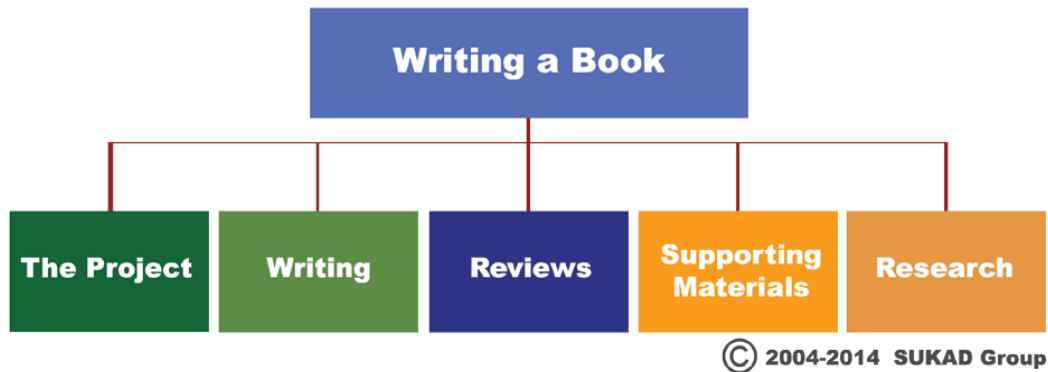 Writing a Book
The Project
Writing
Reviews
Supporting
Materials
Research
© 2004-2014 SUKAD Group